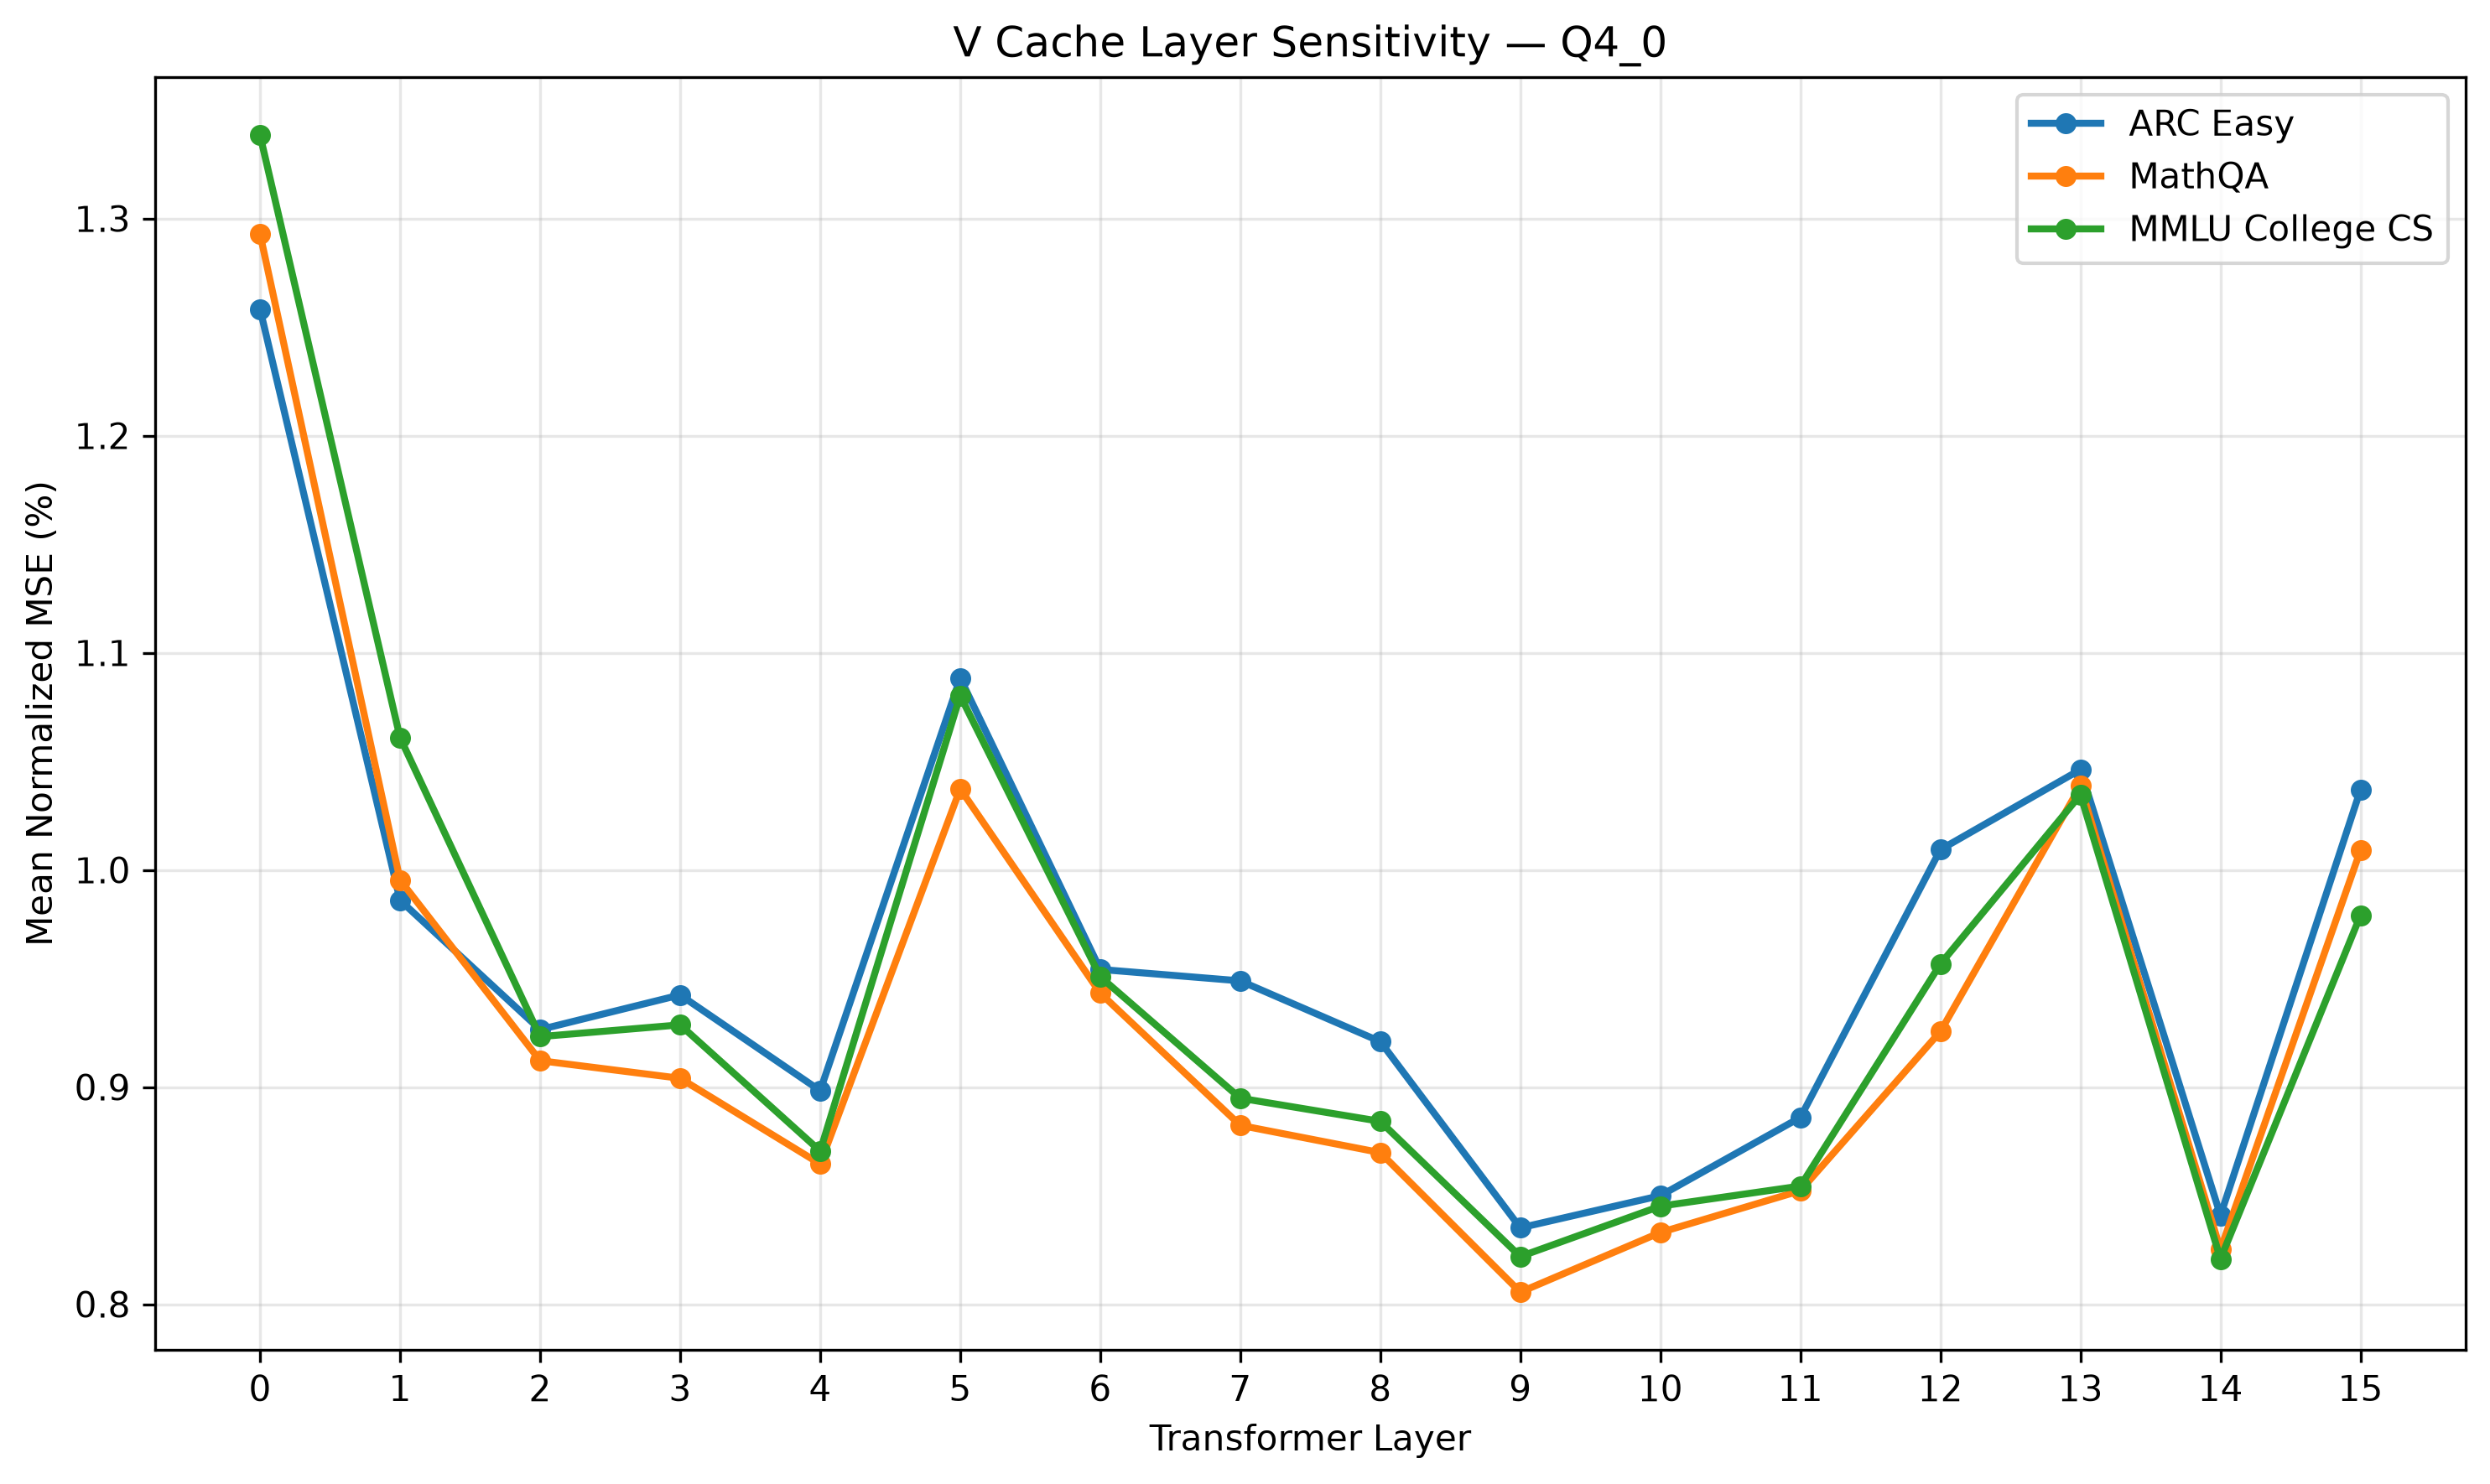 V Cache Layer Sensitivity — Q4_0
ARC Easy
MathQA
MMLU College CS
Mean Normalized MSE (%)
1.3
1.2
1.1
1.0
0.9
0.8
0 1 2 3 4 5 6 7 8 9 10 11 12 13 14 15
Transformer Layer